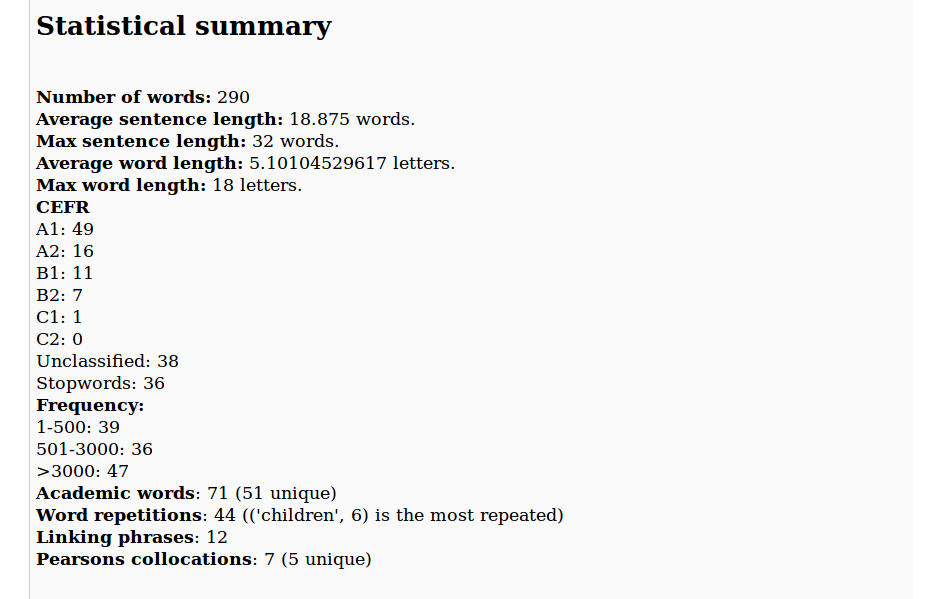 Statistical summary
Number of words: 290
Average sentence length: 18.875 words.
Max sentence length: 32 words.
Average word length: 5.10104529617 letters.
Max word length: 18 letters.
CEFR
A1: 49
A2: 16
B1: 11
B2: 7
C1: 1
C2: 0
Unclassified: 38
Stopwords: 36
Frequency:
1-500: 39
501-3000: 36
>3000: 47
Academic words: 71 (51 unique)
Word repetitions: 44 (('children', 6) is the most repeated)
Linking phrases: 12
Pearsons collocations: 7 (5 unique)